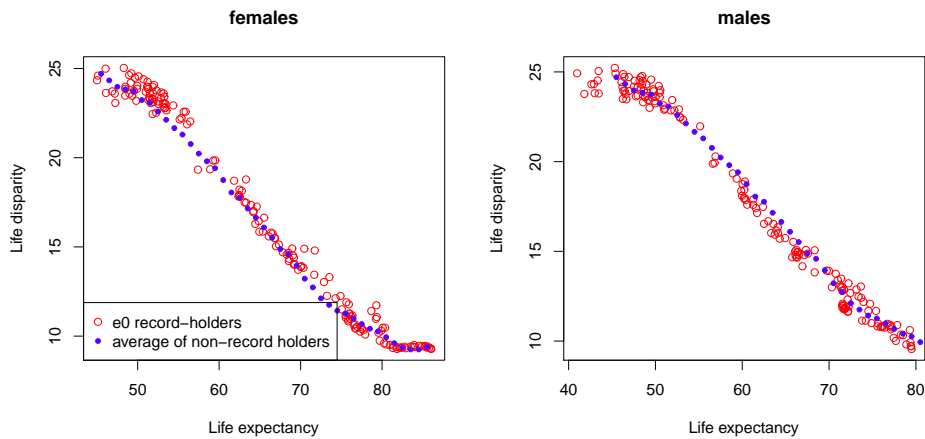 females
25
20
15
10
Life disparity
e0 record−holders
average of non−record holders
50
60
70
80
Life expectancy
males
25
20
15
10
Life disparity
40
50
60
70
80
Life expectancy